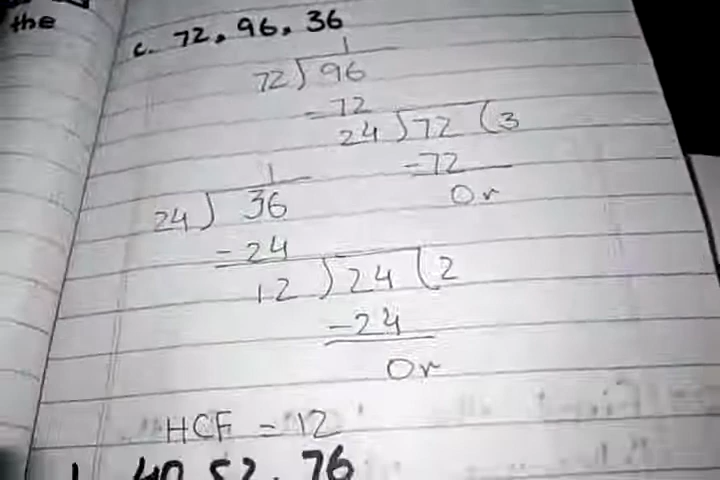 the
c. 72, 96, 36
1
72) 96
- 72
24) 72 (3
- 72
0r
1
24) 36
- 24
12) 24 (2
- 24
0r
HCF = 12
40, 52, 76